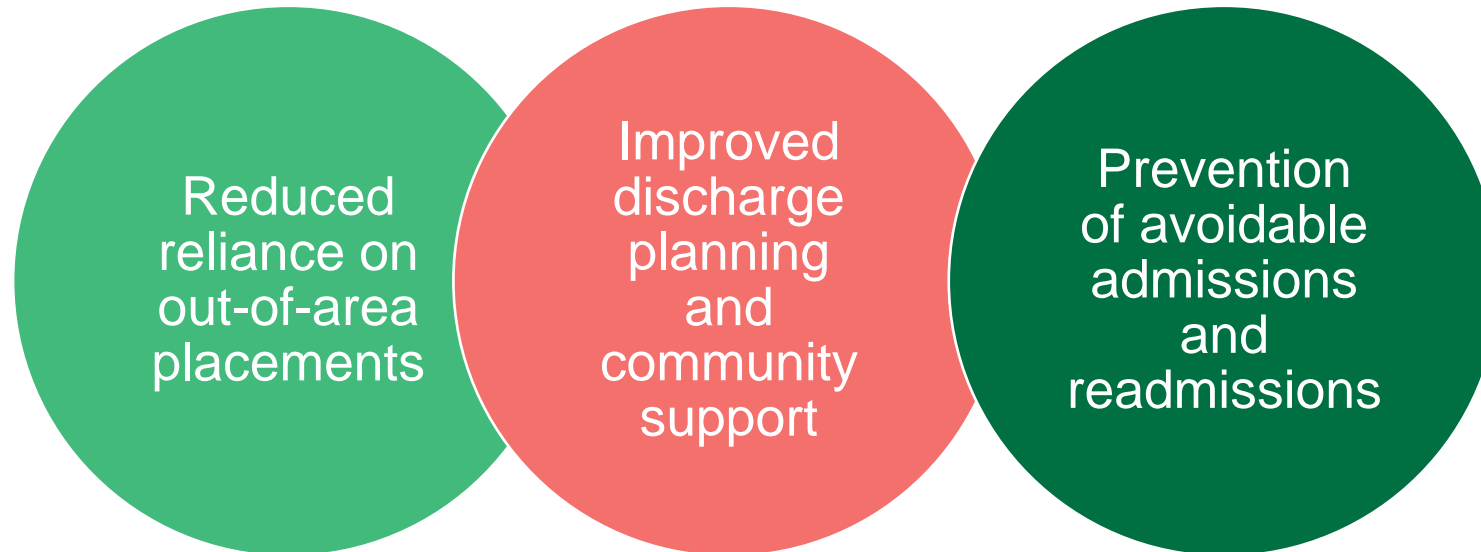 Reduced
reliance on
out-of-area
placements
Improved
discharge
planning
and
community
support
Prevention
of avoidable
admissions
and
readmissions